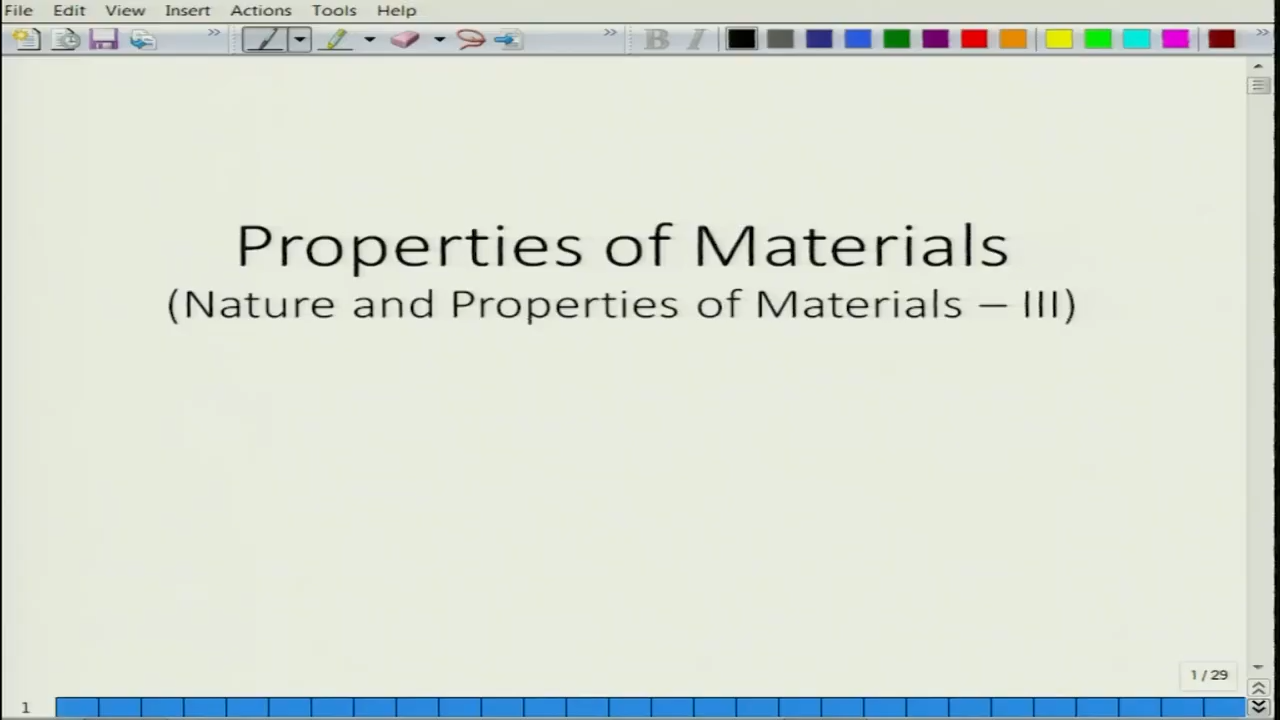 File Edit View Insert Actions Tools Help
B I
Properties of Materials
(Nature and Properties of Materials – III)
1 / 29
1